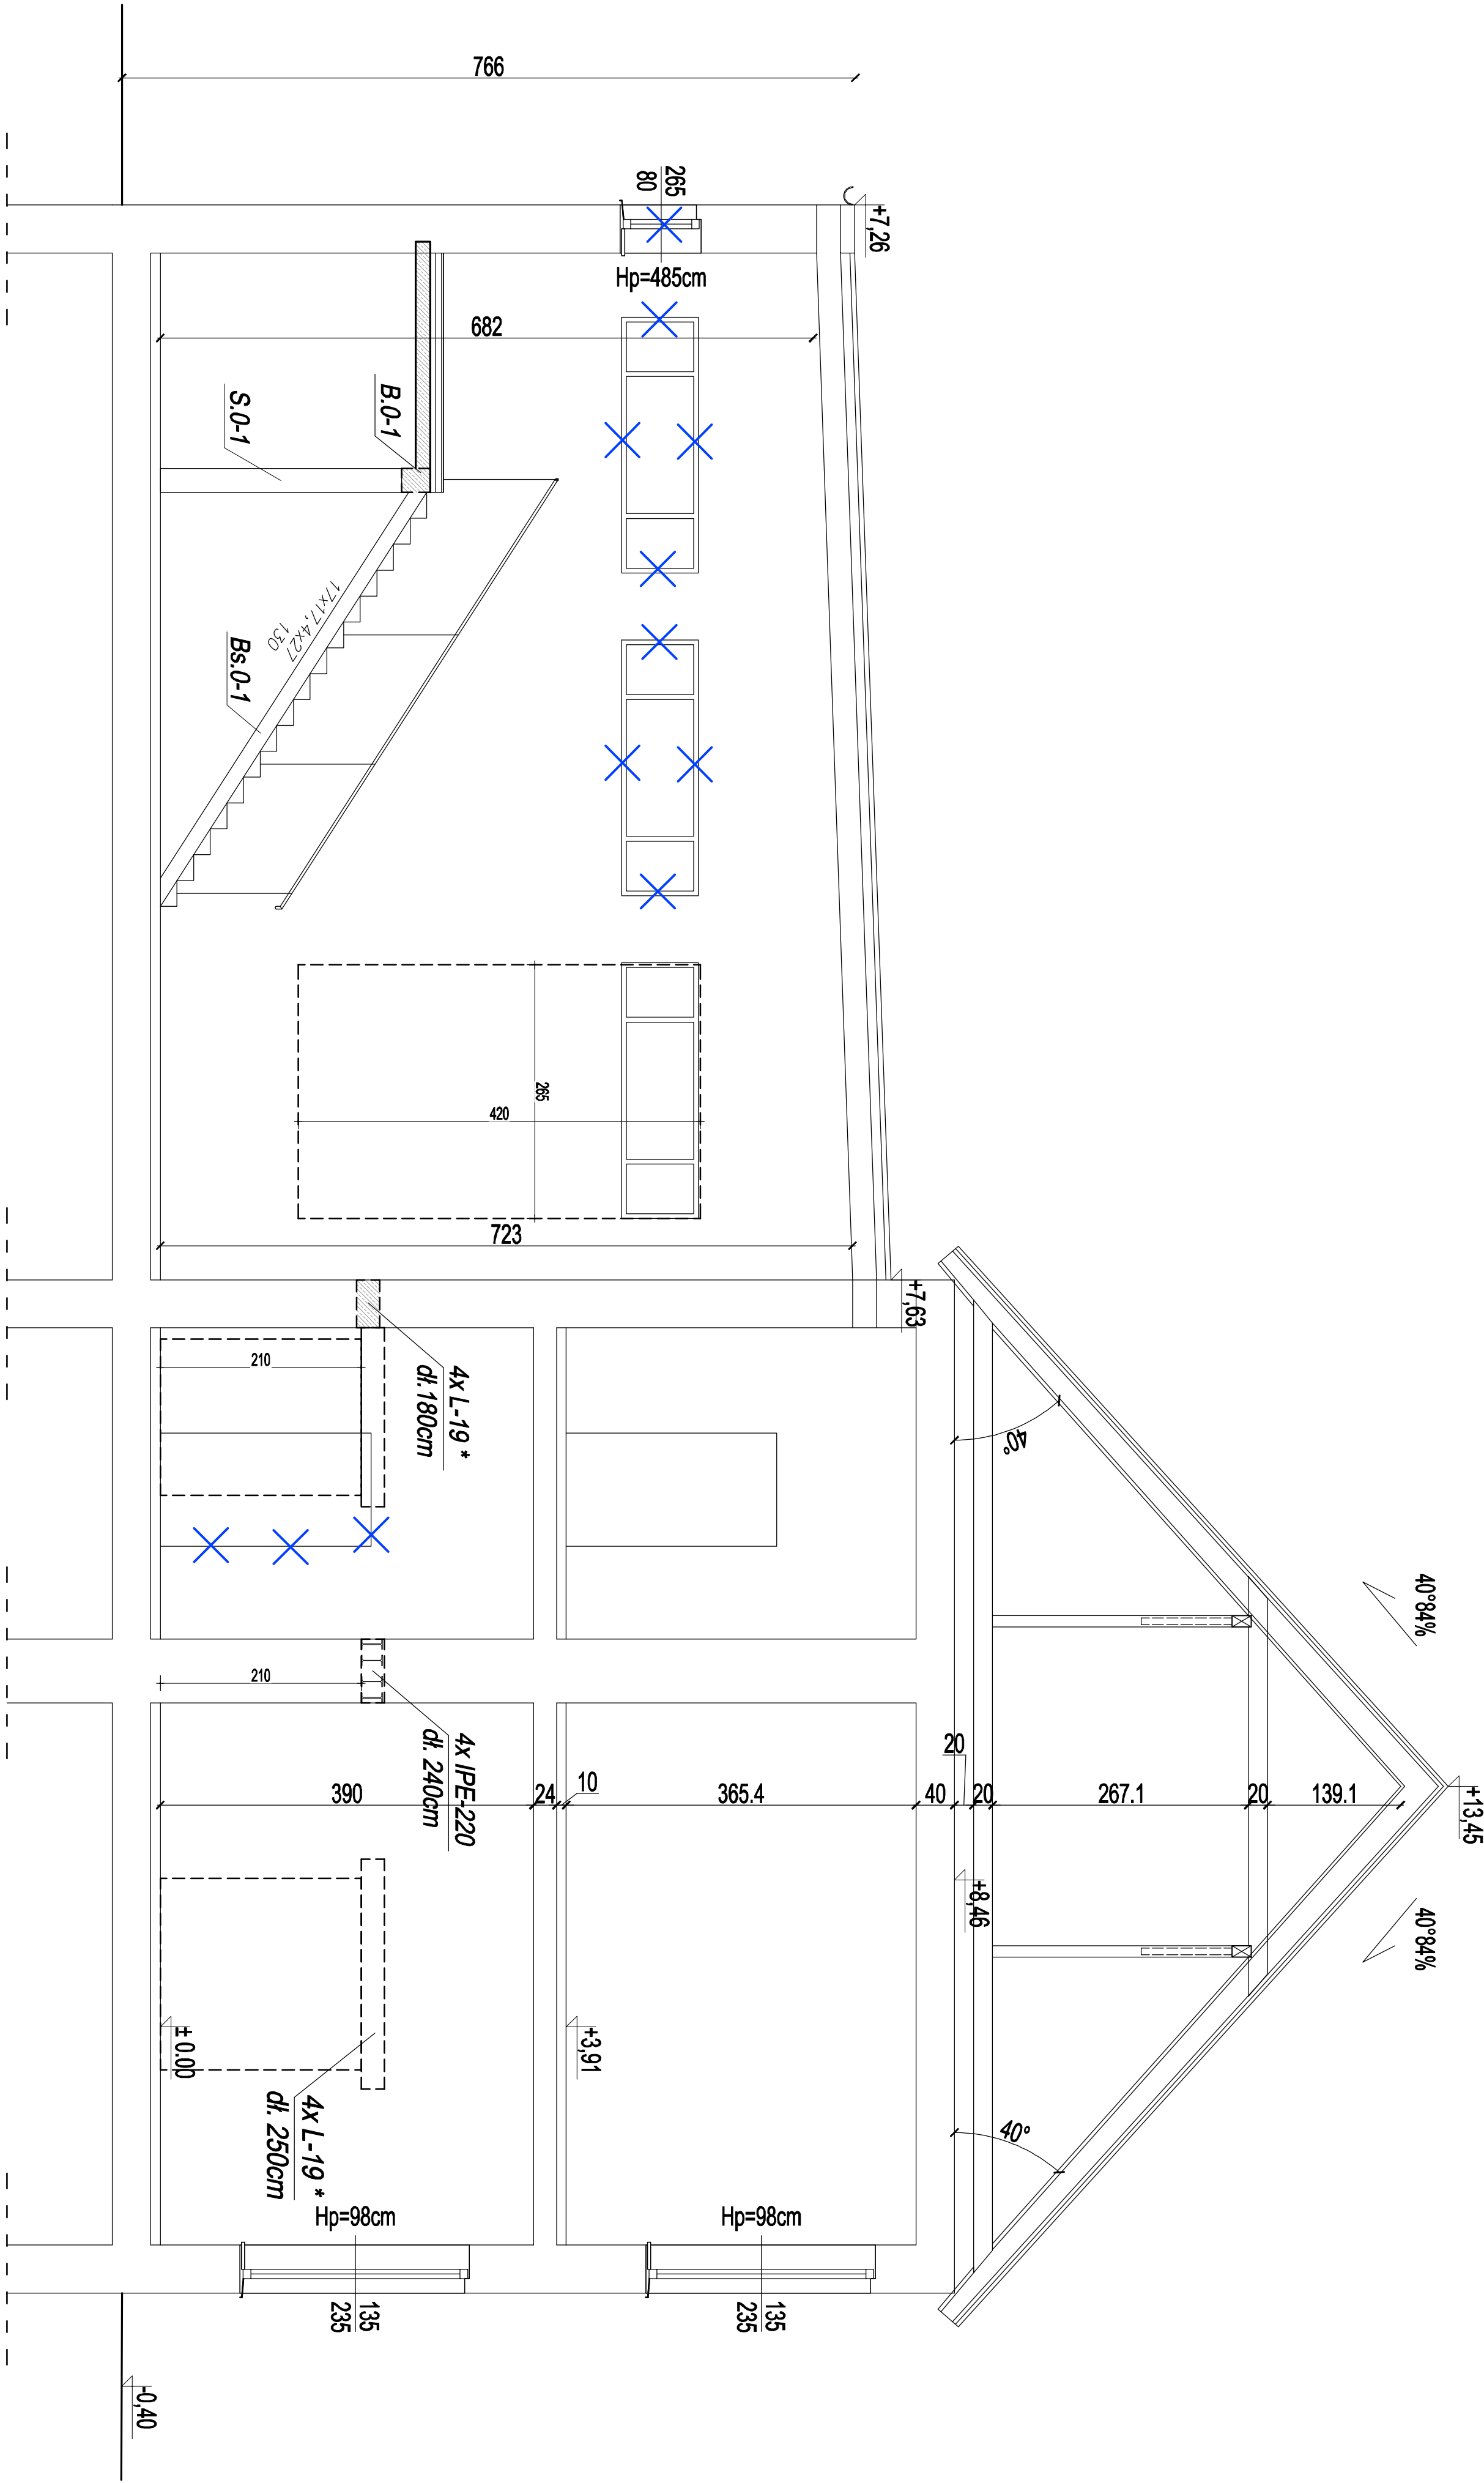 766
265
80
Hp=485cm
+7,26
682
B.0-1
S.0-1
17x17,4x27
130
Bs.0-1
265
420
723
+7,63
210
4x L-19 *
dł.180cm
40°
40°84%
210
4x IPE-220
dł. 240cm
390
24
10
365.4
40
20
20
267.1
20
139.1
+13,45
+8,46
40°84%
± 0.00
+3,91
4x L-19 *
dł. 250cm
40°
Hp=98cm
135
235
Hp=98cm
135
235
-0,40